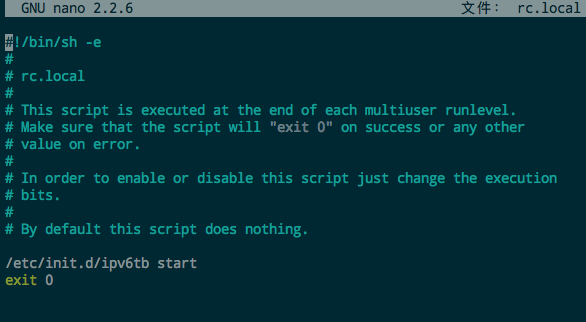 GNU nano 2.2.6 文件: rc.local
#!/bin/sh -e
#
# rc.local
#
# This script is executed at the end of each multiuser runlevel.
# Make sure that the script will "exit 0" on success or any other
# value on error.
#
# In order to enable or disable this script just change the execution
# bits.
#
# By default this script does nothing.
/etc/init.d/ipv6tb start
exit 0